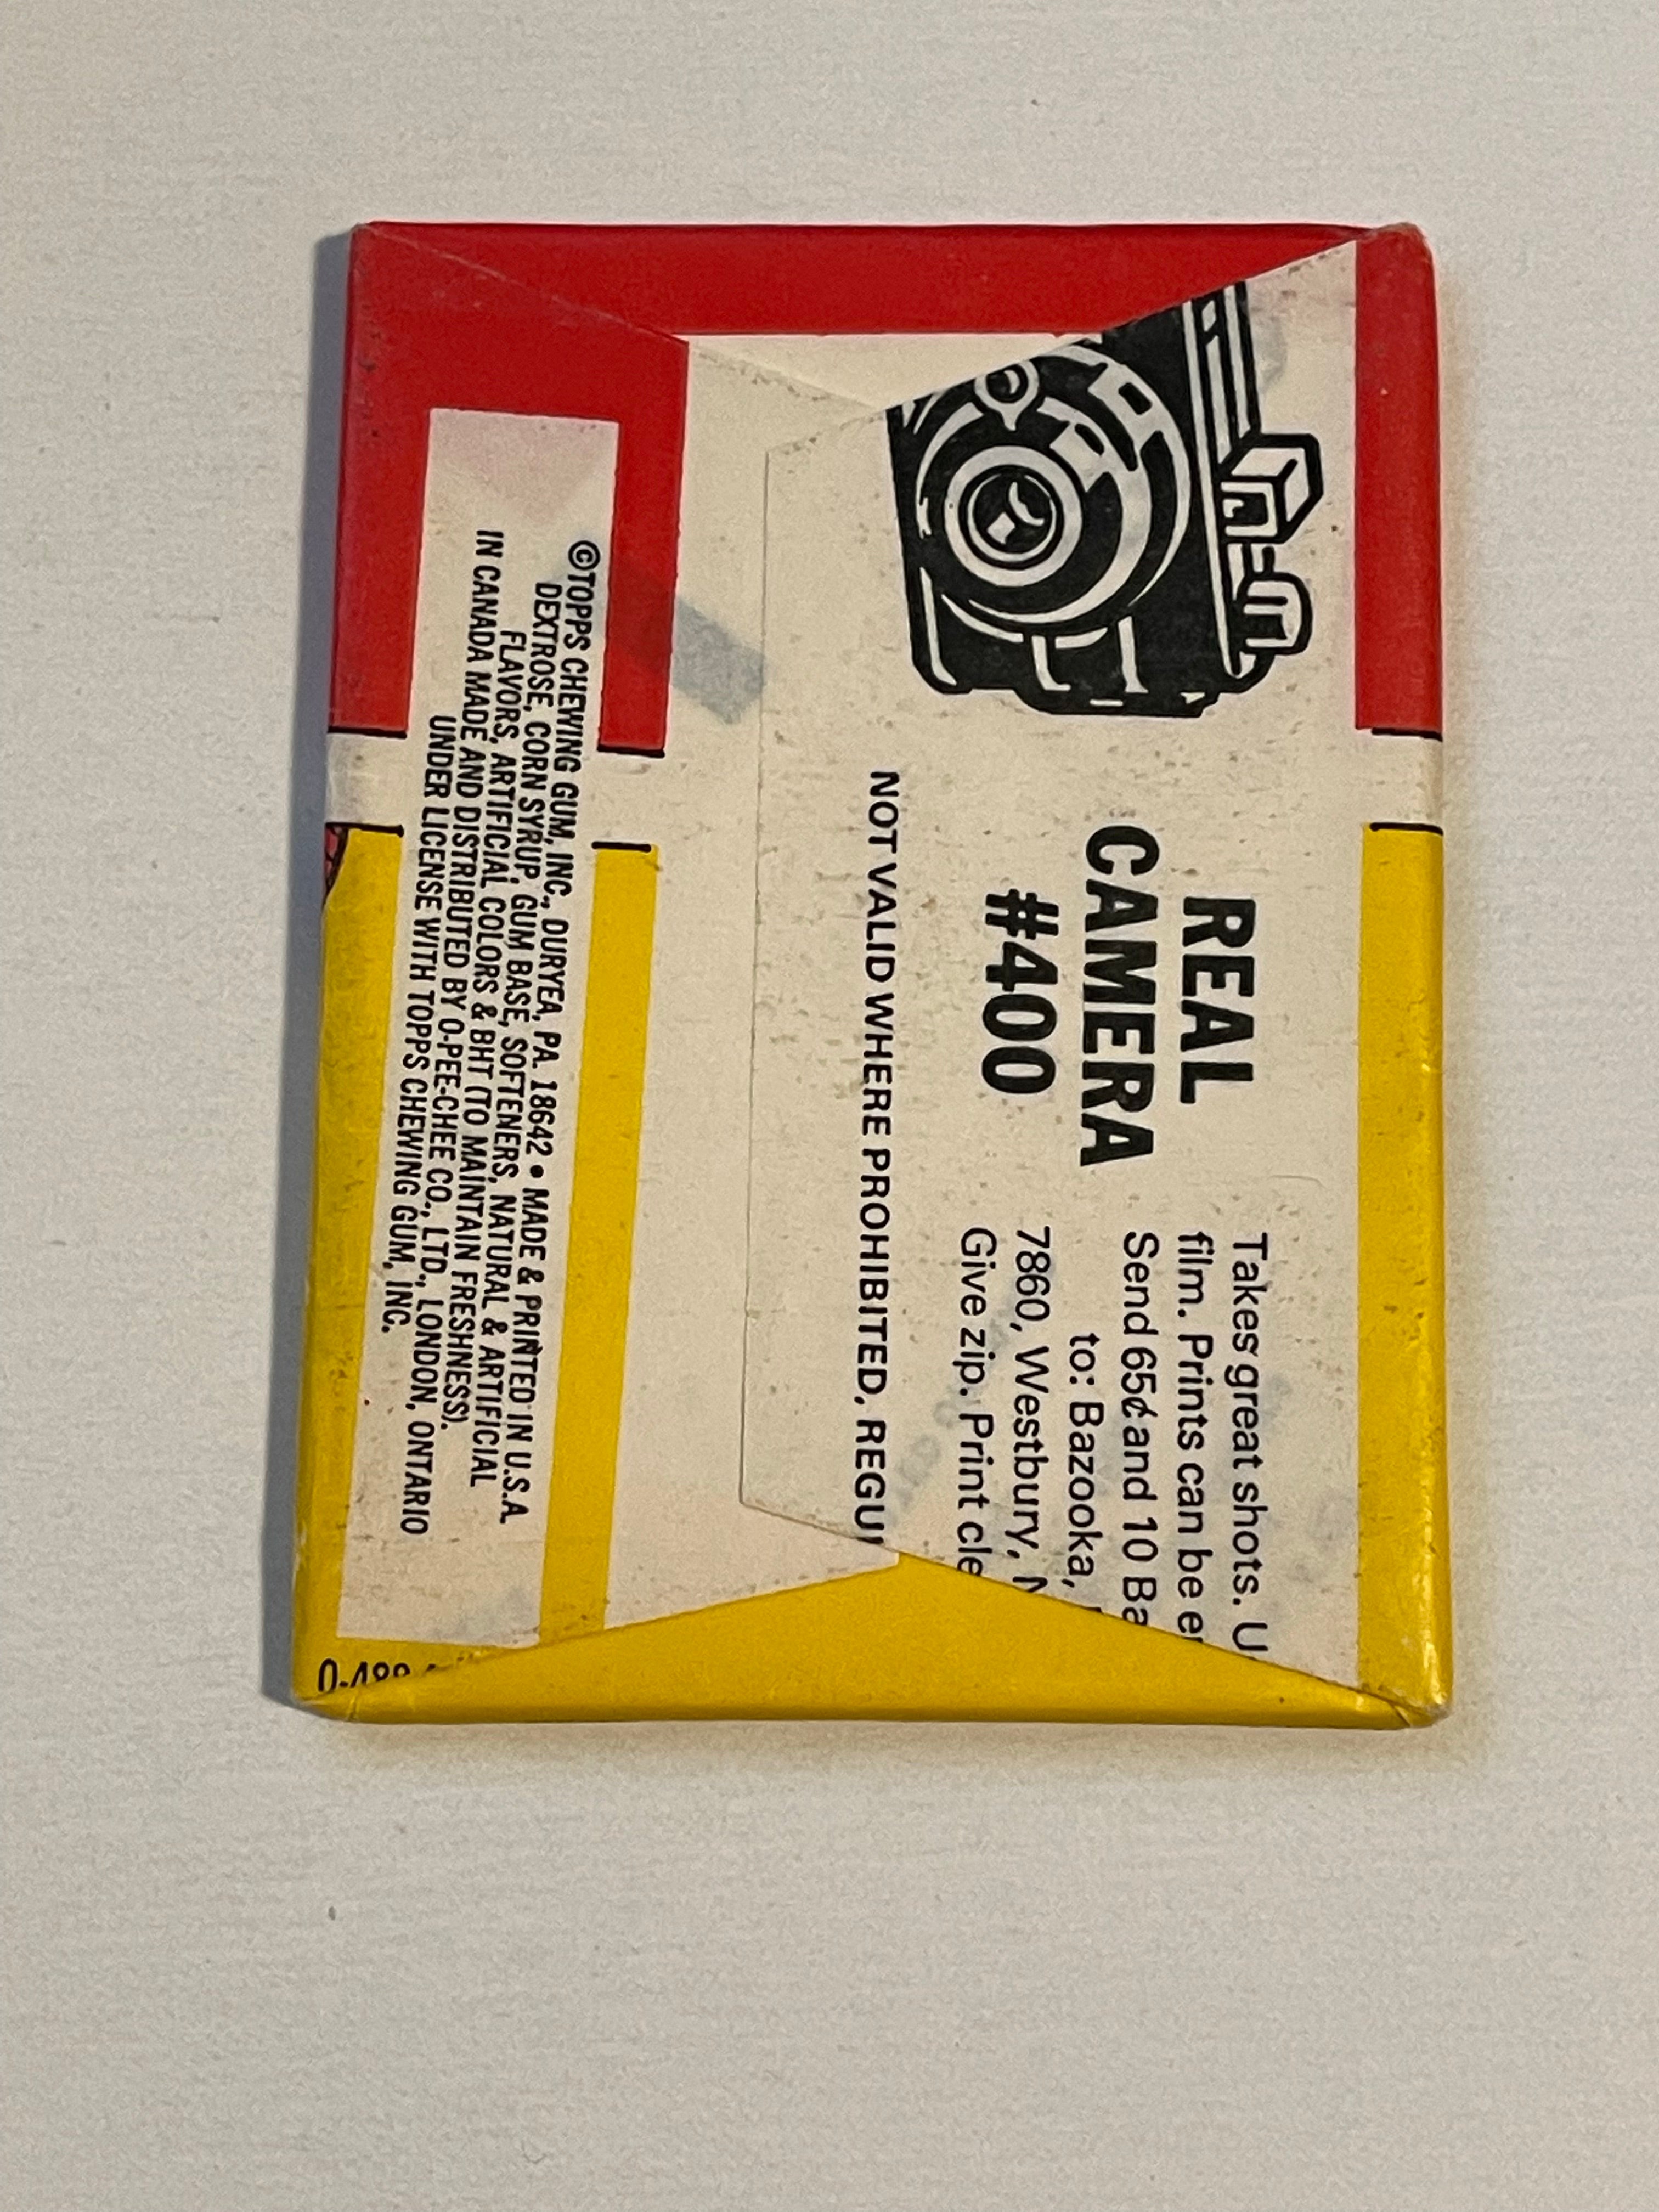 REAL
CAMERA
#400
Takes great shots. U
film. Prints can be e
Send 65¢ and 10 Ba
to: Bazooka,
7860, Westbury, N
Give zip. Print cle
NOT VALID WHERE PROHIBITED, REGU
©TOPPS CHEWING GUM, INC., DURYEA, PA. 18642 • MADE & PRINTED IN U.S.A.
DEXTROSE, CORN SYRUP, GUM BASE, SOFTENERS, NATURAL & ARTIFICIAL
FLAVORS, ARTIFICIAL COLORS & BHT (TO MAINTAIN FRESHNESS).
IN CANADA MADE AND DISTRIBUTED BY O-PEE-CHEE CO., LTD., LONDON, ONTARIO
UNDER LICENSE WITH TOPPS CHEWING GUM, INC.